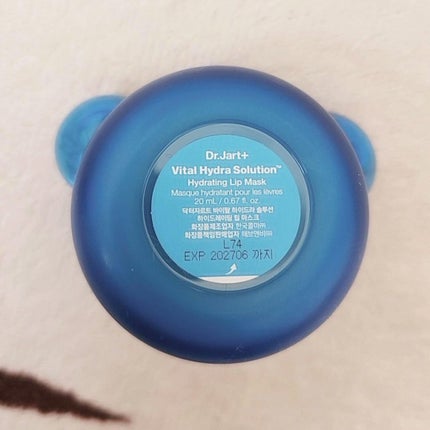 Dr.Jart+
Vital Hydra Solution™
Hydrating Lip Mask
Masque hydratant pour les lèvres
20 mL / 0.67 fl. oz
닥터자르트 바이탈 하이드라 솔루션
하이드레이팅 립 마스크
화장품제조업자 한국콜마㈜
화장품책임판매업자 해브앤비㈜
L74
EXP 202706 까지